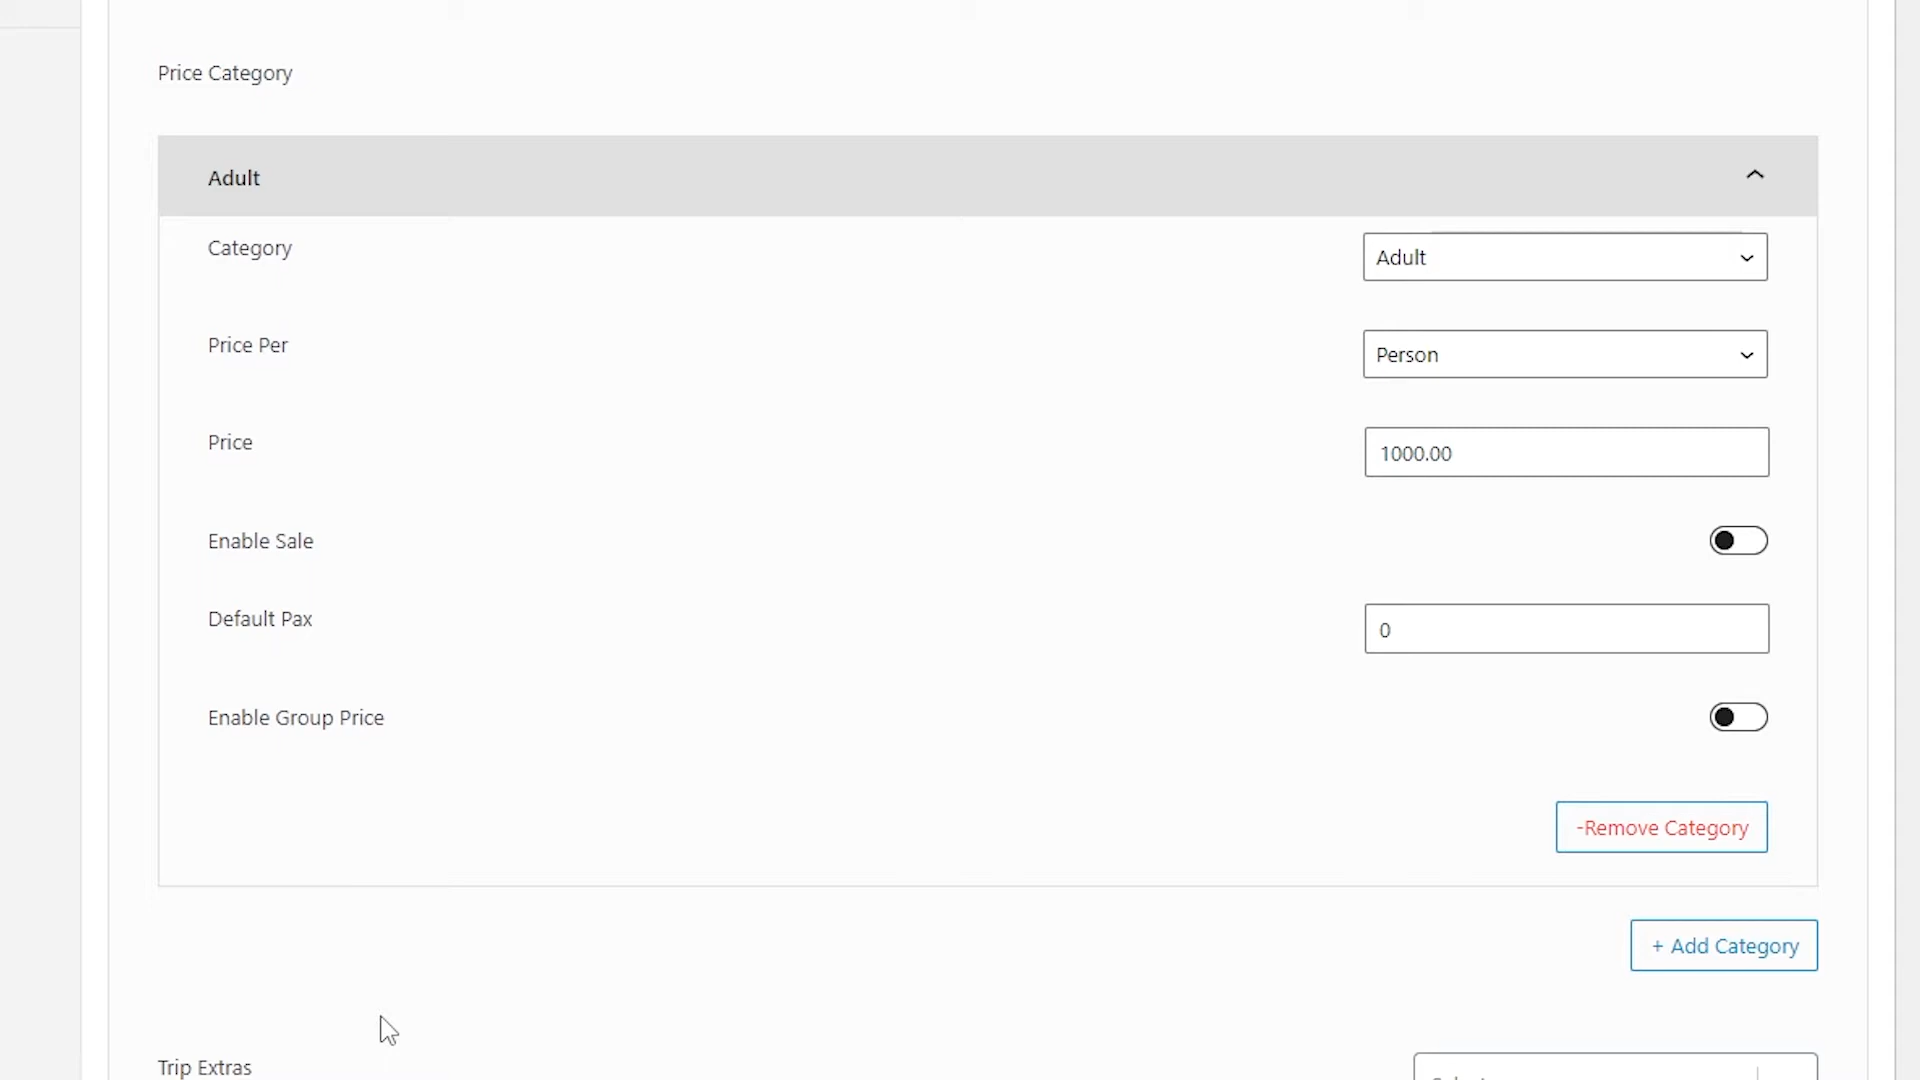 Price Category
Adult
Category
Adult
Price Per
Person
Price
1000.00
Enable Sale
Default Pax
0
Enable Group Price
-Remove Category
+ Add Category
Trip Extras